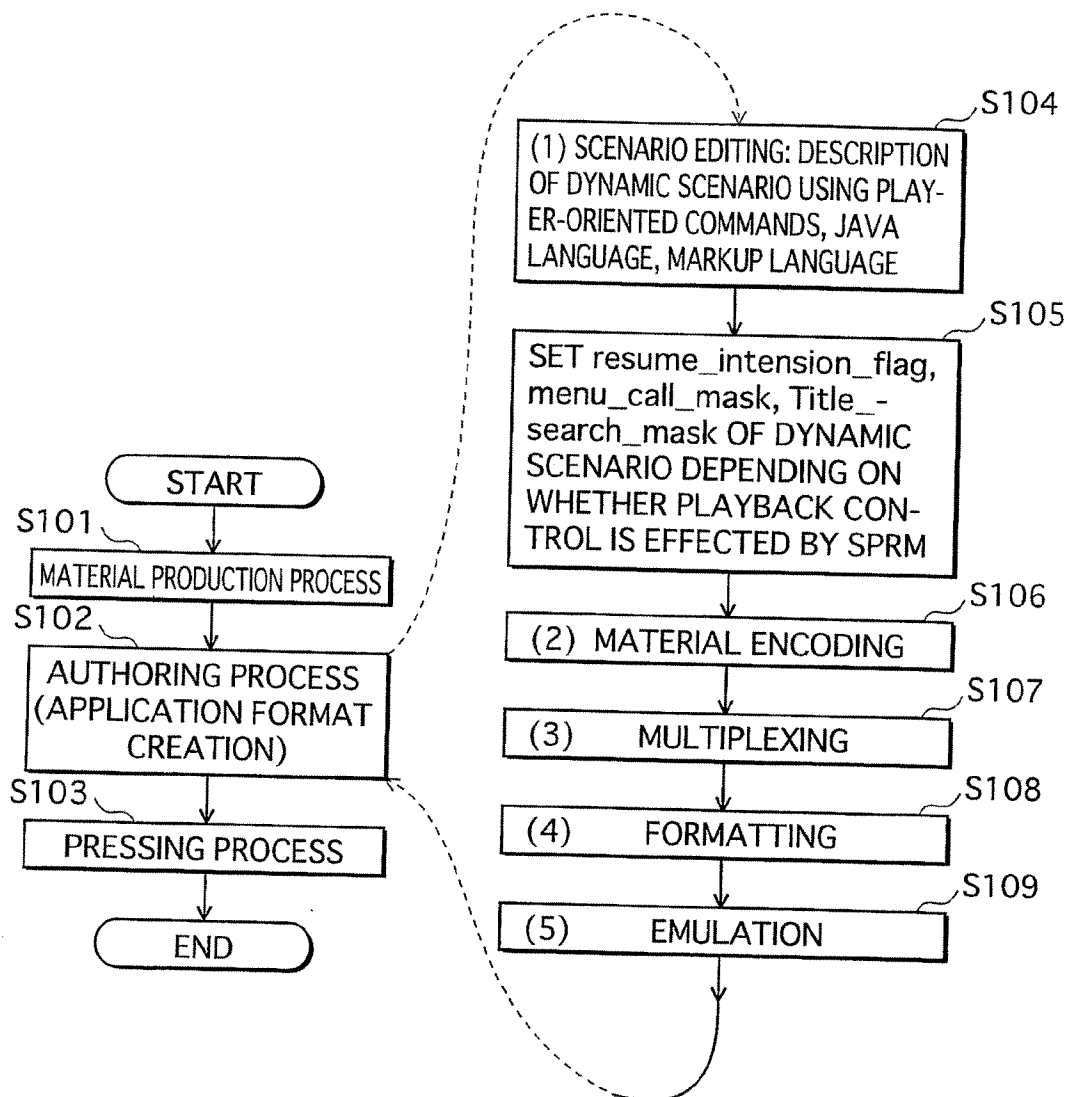 START
S101
MATERIAL PRODUCTION PROCESS
S102
AUTHORING PROCESS
(APPLICATION FORMAT
CREATION)
S103
PRESSING PROCESS
END
S104
(1) SCENARIO EDITING: DESCRIPTION
OF DYNAMIC SCENARIO USING PLAY-
ER-ORIENTED COMMANDS, JAVA
LANGUAGE, MARKUP LANGUAGE
S105
SET resume_intension_flag,
menu_call_mask, Title_-
search_mask OF DYNAMIC
SCENARIO DEPENDING ON
WHETHER PLAYBACK CON-
TROL IS EFFECTED BY SPRM
S106
(2) MATERIAL ENCODING
S107
(3) MULTIPLEXING
S108
(4) FORMATTING
S109
(5) EMULATION